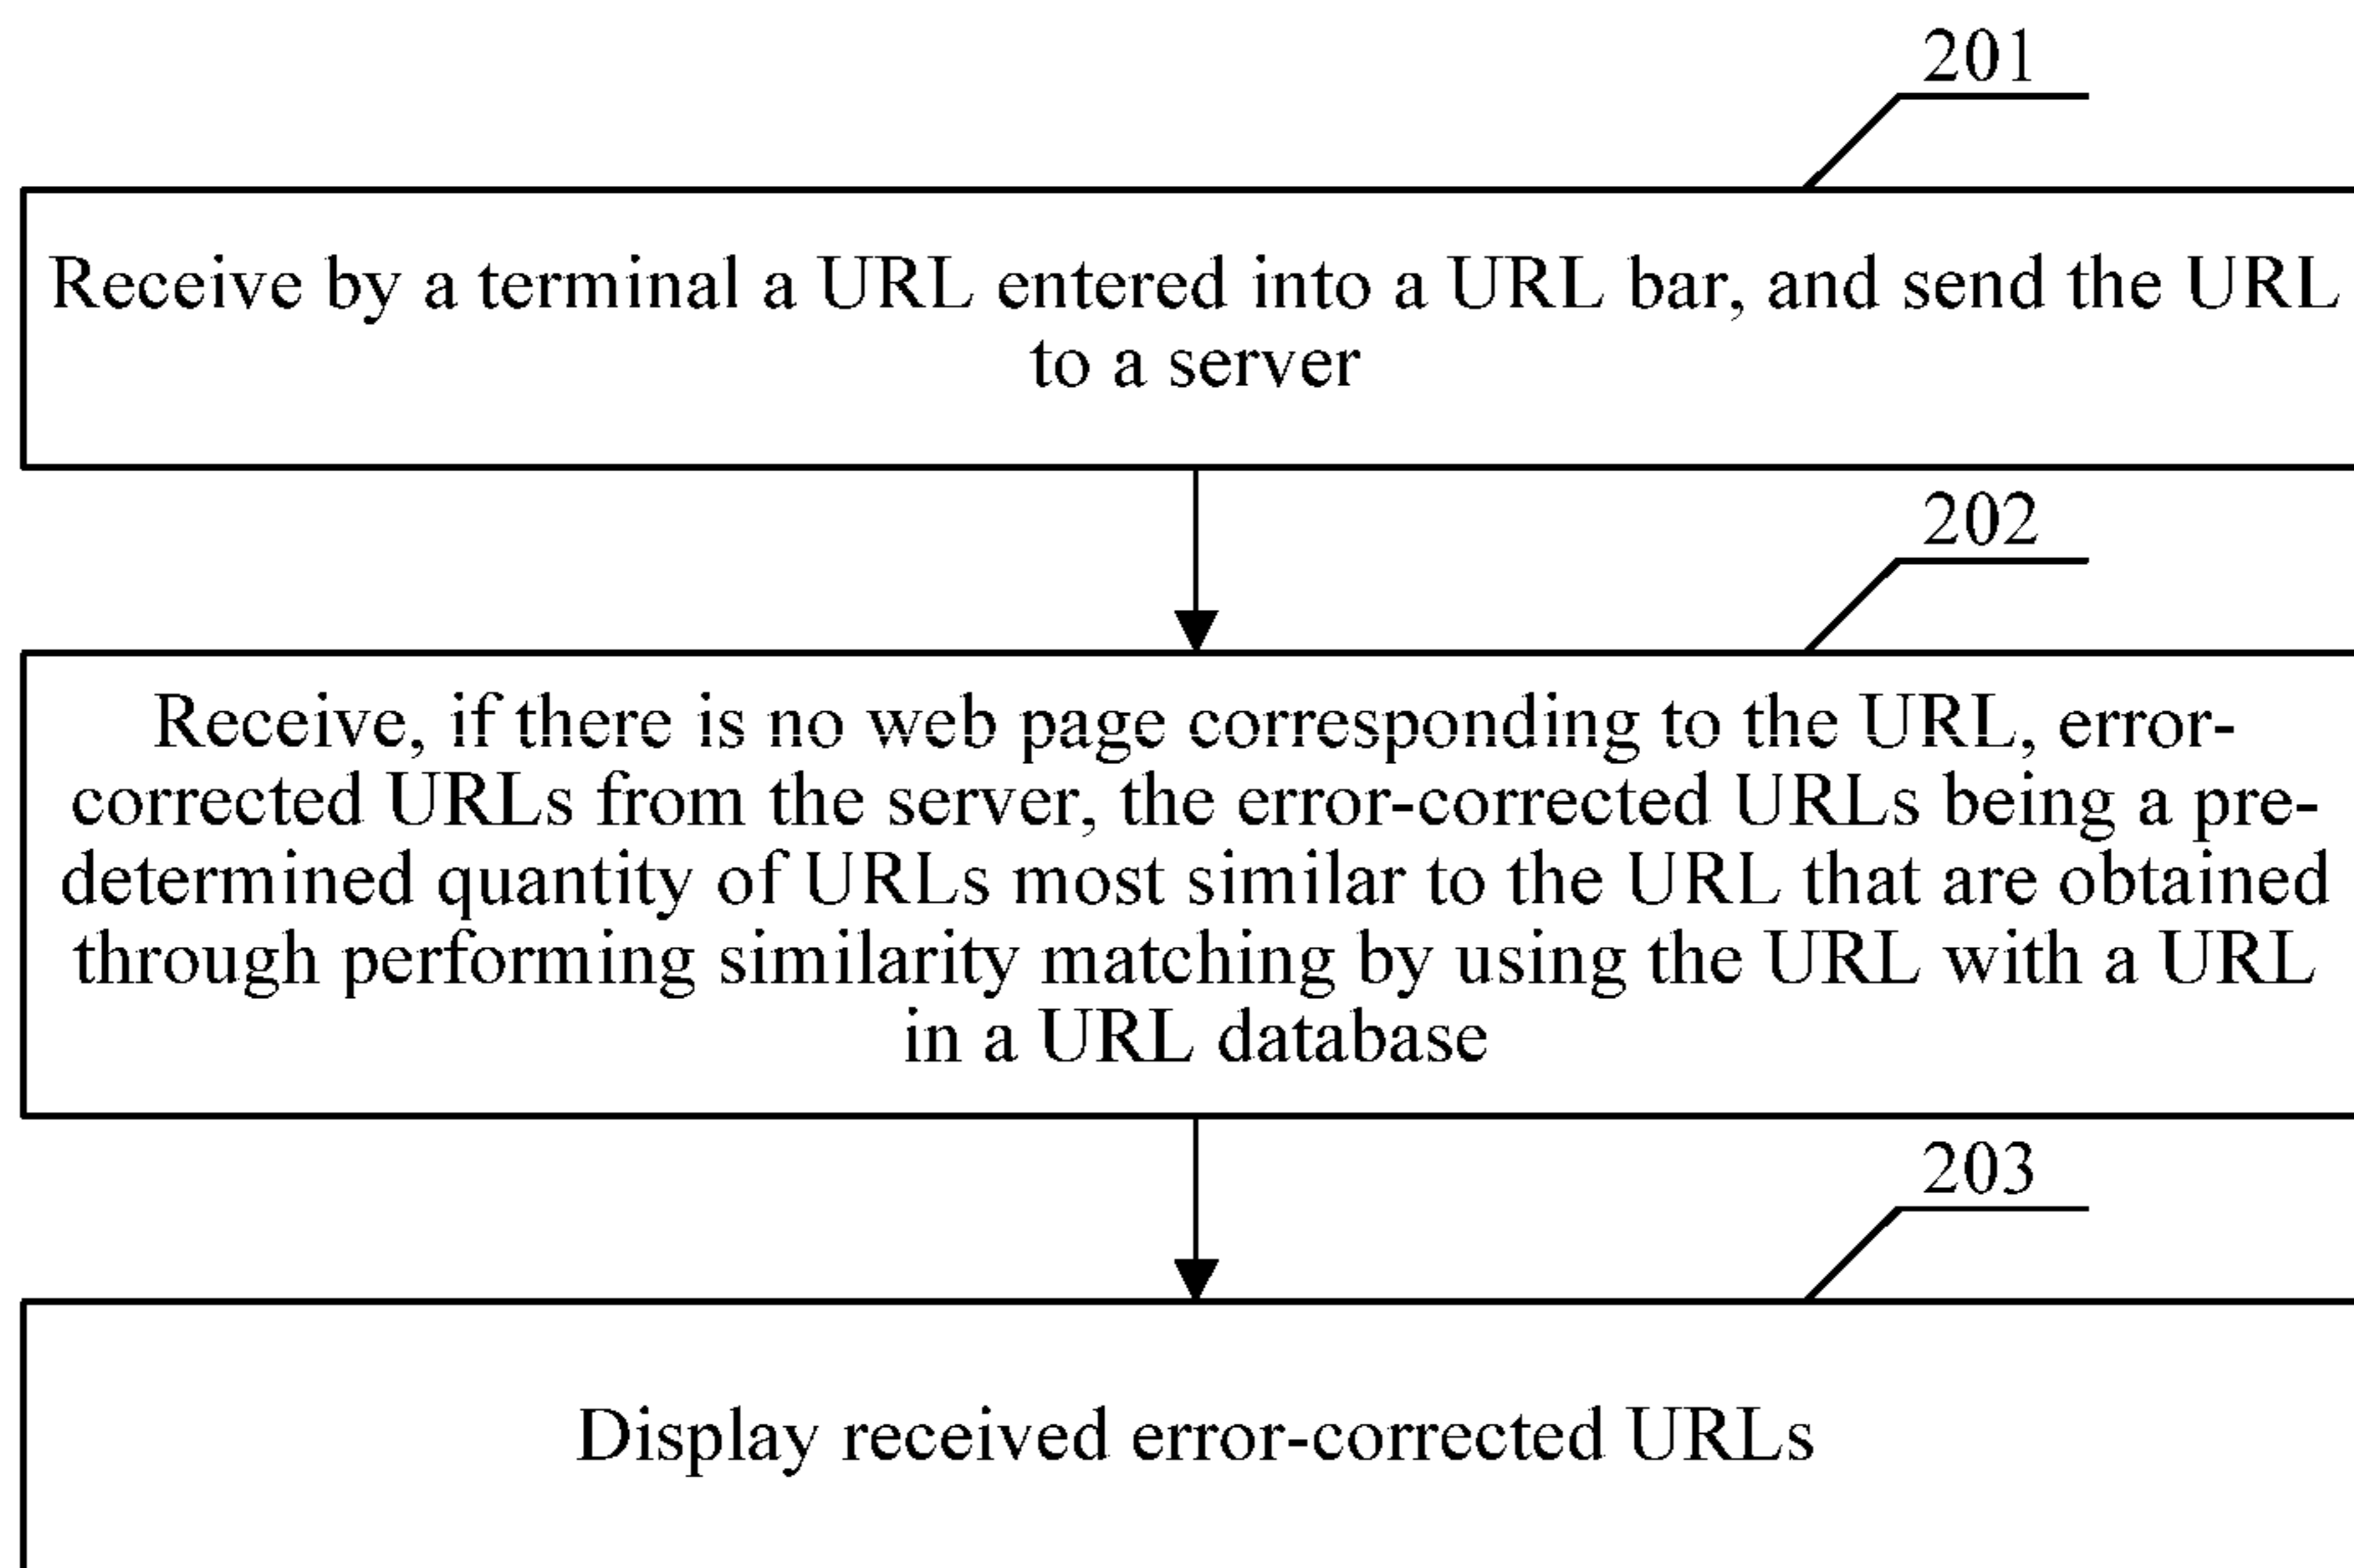 201
Receive by a terminal a URL entered into a URL bar, and send the URL
to a server
202
Receive, if there is no web page corresponding to the URL, error-
corrected URLs from the server, the error-corrected URLs being a pre-
determined quantity of URLs most similar to the URL that are obtained
through performing similarity matching by using the URL with a URL
in a URL database
203
Display received error-corrected URLs